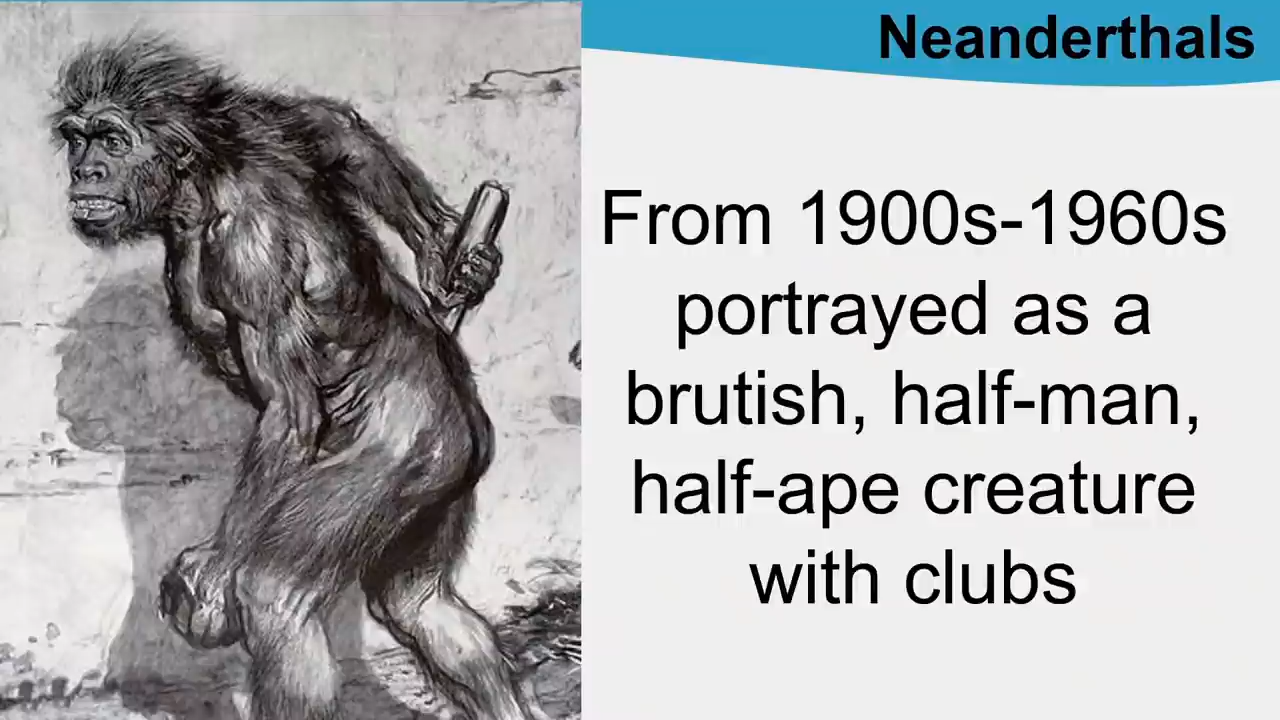 Neanderthals
From 1900s-1960s
portrayed as a
brutish, half-man,
half-ape creature
with clubs